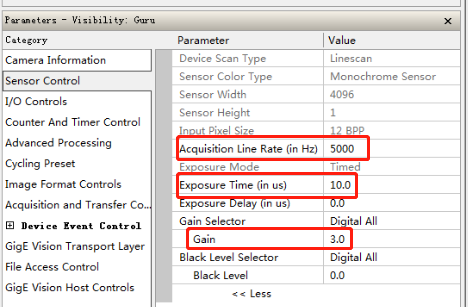 Parameters - Visibility: Guru
Category
Parameter Value
Camera Information
Sensor Control
I/O Controls
Counter And Timer Control
Advanced Processing
Cycling Preset
Image Format Controls
Acquisition and Transfer Co...
Device Event Control
GigE Vision Transport Layer
File Access Control
GigE Vision Host Controls
Device Scan Type Linescan
Sensor Color Type Monochrome Sensor
Sensor Width 4096
Sensor Height 1
Input Pixel Size 12 BPP
Acquisition Line Rate (in Hz) 5000
Exposure Mode Timed
Exposure Time (in us) 10.0
Exposure Delay (in us) 0.0
Gain Selector Digital All
Gain 3.0
Black Level Selector Digital All
Black Level 0.0
<< Less